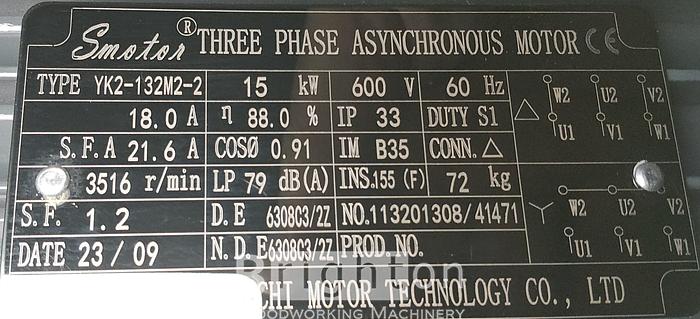 Smotor ® THREE PHASE ASYNCHRONOUS MOTOR CE
TYPE YK2-132M2-2 15 kW 600 V 60 Hz
18.0 A η 88.0 % IP 33 DUTY S1
S.F.A 21.6 A COSØ 0.91 IM B35 CONN. △
3516 r/min LP 79 dB(A) INS.155 (F) 72 kg
S.F. 1.2 D.E 6308C3/2Z NO.113201308/41471
DATE 23/09 N.D.E 6308C3/2Z PROD.NO.
△ W2 U2 V2
U1 V1 W1
Y W2 U2 V2
U1 V1 W1
CHI MOTOR TECHNOLOGY CO., LTD
Brighton
Woodworking Machinery